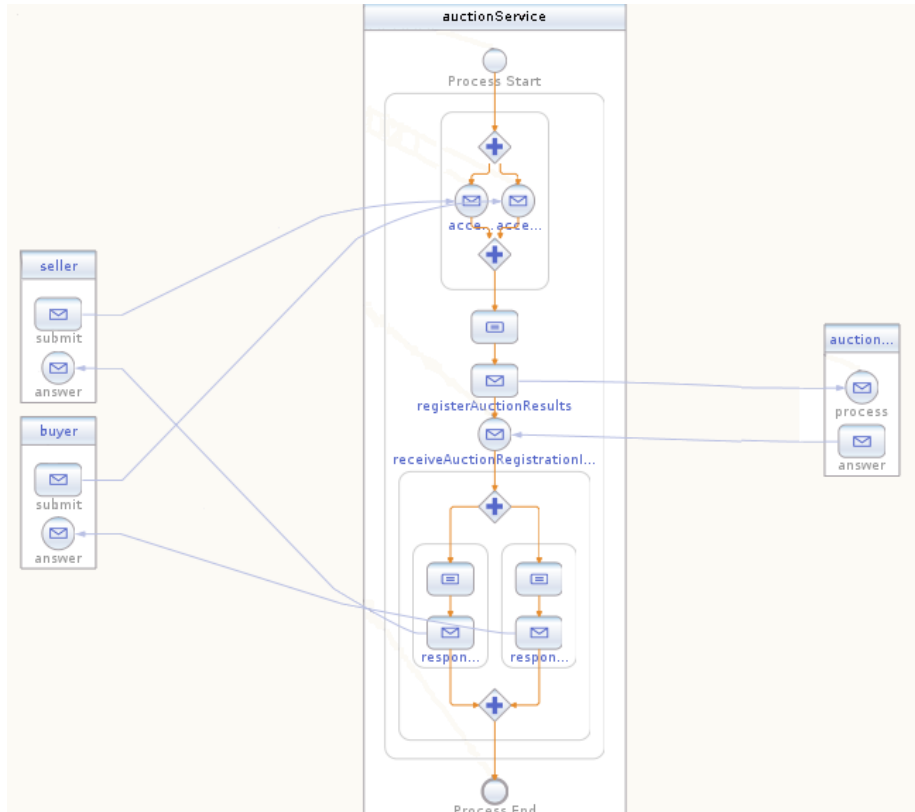 auctionService
Process Start
acce...
acce...
seller
submit
answer
buyer
submit
answer
auction...
process
answer
registerAuctionResults
receiveAuctionRegistrationI...
respon...
respon...
Process End